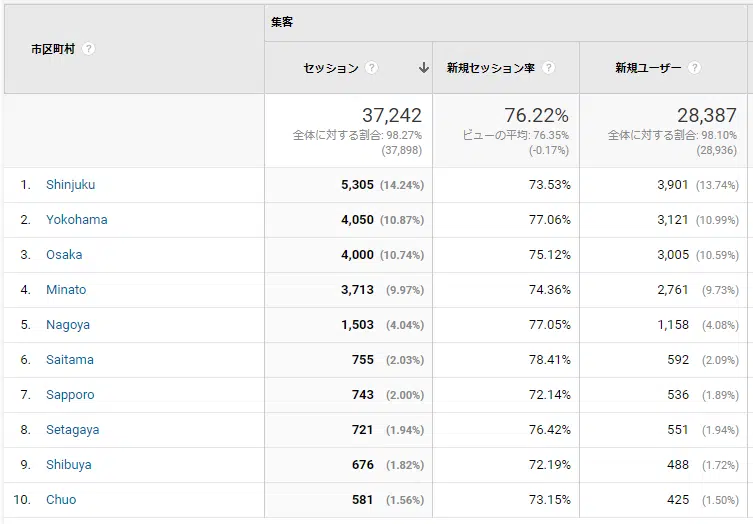 集客
市区町村 ?
セッション ? ↓ 新規セッション率 ? 新規ユーザー ?
37,242 76.22% 28,387
全体に対する割合: 98.27% ビューの平均: 76.35% 全体に対する割合: 98.10%
(37,898) (-0.17%) (28,936)
1. Shinjuku 5,305 (14.24%) 73.53% 3,901 (13.74%)
2. Yokohama 4,050 (10.87%) 77.06% 3,121 (10.99%)
3. Osaka 4,000 (10.74%) 75.12% 3,005 (10.59%)
4. Minato 3,713 (9.97%) 74.36% 2,761 (9.73%)
5. Nagoya 1,503 (4.04%) 77.05% 1,158 (4.08%)
6. Saitama 755 (2.03%) 78.41% 592 (2.09%)
7. Sapporo 743 (2.00%) 72.14% 536 (1.89%)
8. Setagaya 721 (1.94%) 76.42% 551 (1.94%)
9. Shibuya 676 (1.82%) 72.19% 488 (1.72%)
10. Chuo 581 (1.56%) 73.15% 425 (1.50%)